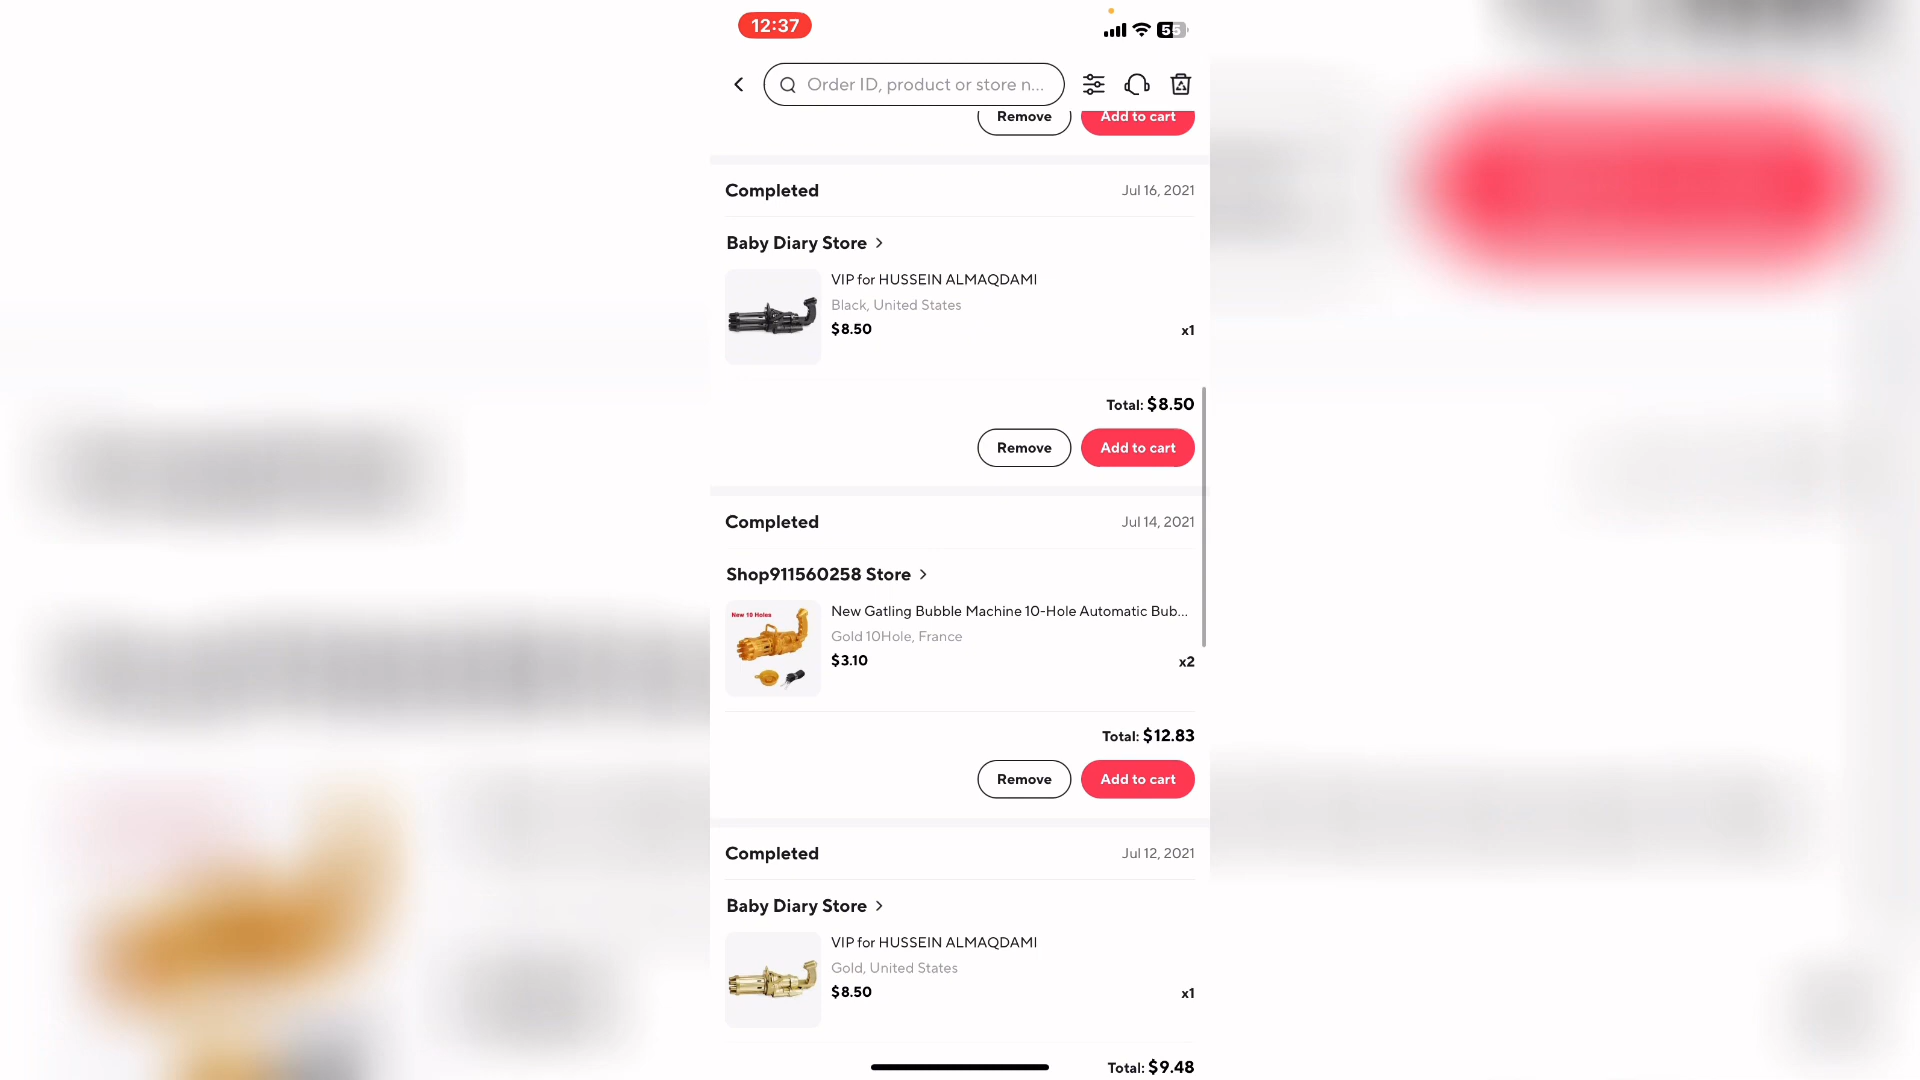 12:37
55
Order ID, product or store n...
Remove
Add to cart
Completed
Jul 16, 2021
Baby Diary Store
VIP for HUSSEIN ALMAQDAMI
Black, United States
$8.50
x1
Total: $8.50
Remove
Add to cart
Completed
Jul 14, 2021
Shop911560258 Store
New 10 Holes
New Gatling Bubble Machine 10-Hole Automatic Bub...
Gold 10Hole, France
$3.10
x2
Total: $12.83
Remove
Add to cart
Completed
Jul 12, 2021
Baby Diary Store
VIP for HUSSEIN ALMAQDAMI
Gold, United States
$8.50
x1
Total: $9.48